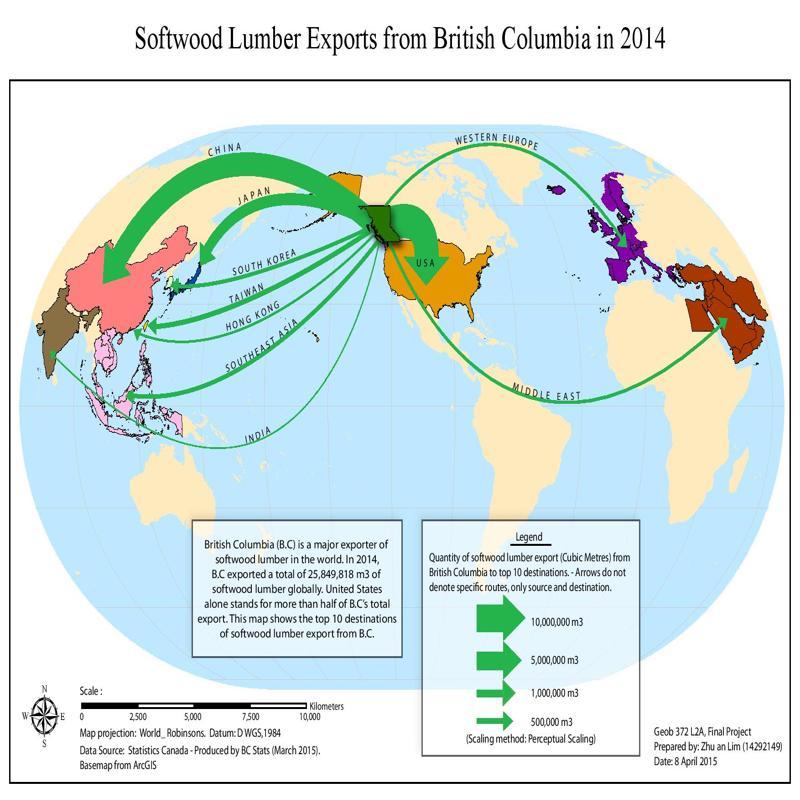 Softwood Lumber Exports from British Columbia in 2014
CHINA
WESTERN EUROPE
JAPAN
SOUTH KOREA
USA
TAIWAN
HONG KONG
SOUTHEAST ASIA
MIDDLE EAST
INDIA
British Columbia (B.C) is a major exporter
of softwood lumber in the world. In 2014,
B.C exported a total of 25,849,818 m3 of
softwood lumber globally. United States
alone stands for more than half of B.C's total
export. This map shows the top 10 destinations
of softwood lumber export from B.C.
Legend
Quantity of softwood lumber export (Cubic Metres) from
British Columbia to top 10 destinations. - Arrows do not
denote specific routes, only source and destination.
10,000,000 m3
5,000,000 m3
1,000,000 m3
500,000 m3
(Scaling method: Perceptual Scaling)
N
W E
S
Scale :
Kilometers
0 2,500 5,000 7,500 10,000
Map projection: World_ Robinsons. Datum: D WGS,1984
Data Source: Statistics Canada - Produced by BC Stats (March 2015).
Basemap from ArcGIS
Geob 372 L2A, Final Project
Prepared by: Zhu an Lim (14292149)
Date: 8 April 2015